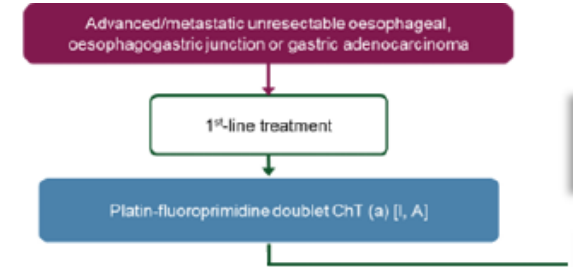 Advanced/metastatic unresectable oesophageal,
oesophagogastric junction or gastric adenocarcinoma
1st-line treatment
Platin-fluoroprimidine doublet ChT (a) [I, A]